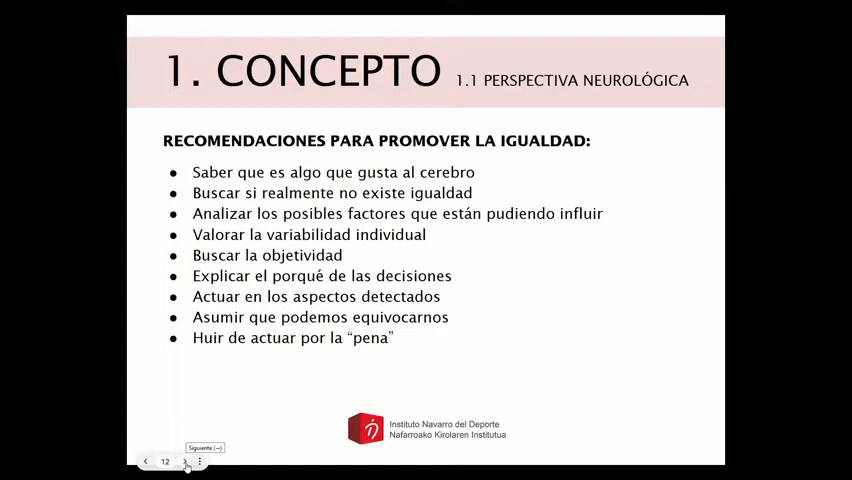 1. CONCEPTO 1.1 PERSPECTIVA NEUROLÓGICA
RECOMENDACIONES PARA PROMOVER LA IGUALDAD:
● Saber que es algo que gusta al cerebro
● Buscar si realmente no existe igualdad
● Analizar los posibles factores que están pudiendo influir
● Valorar la variabilidad individual
● Buscar la objetividad
● Explicar el porqué de las decisiones
● Actuar en los aspectos detectados
● Asumir que podemos equivocarnos
● Huir de actuar por la “pena”
Instituto Navarro del Deporte
Nafarroako Kirolaren Institutua
Siguiente (→)
12